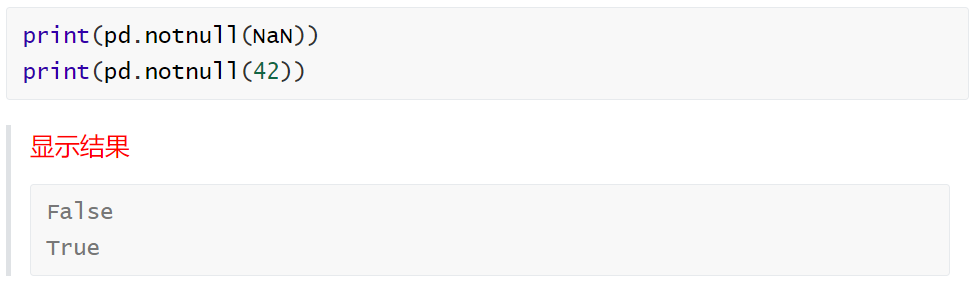 print(pd.notnull(NaN))
print(pd.notnull(42))
显示结果
False
True